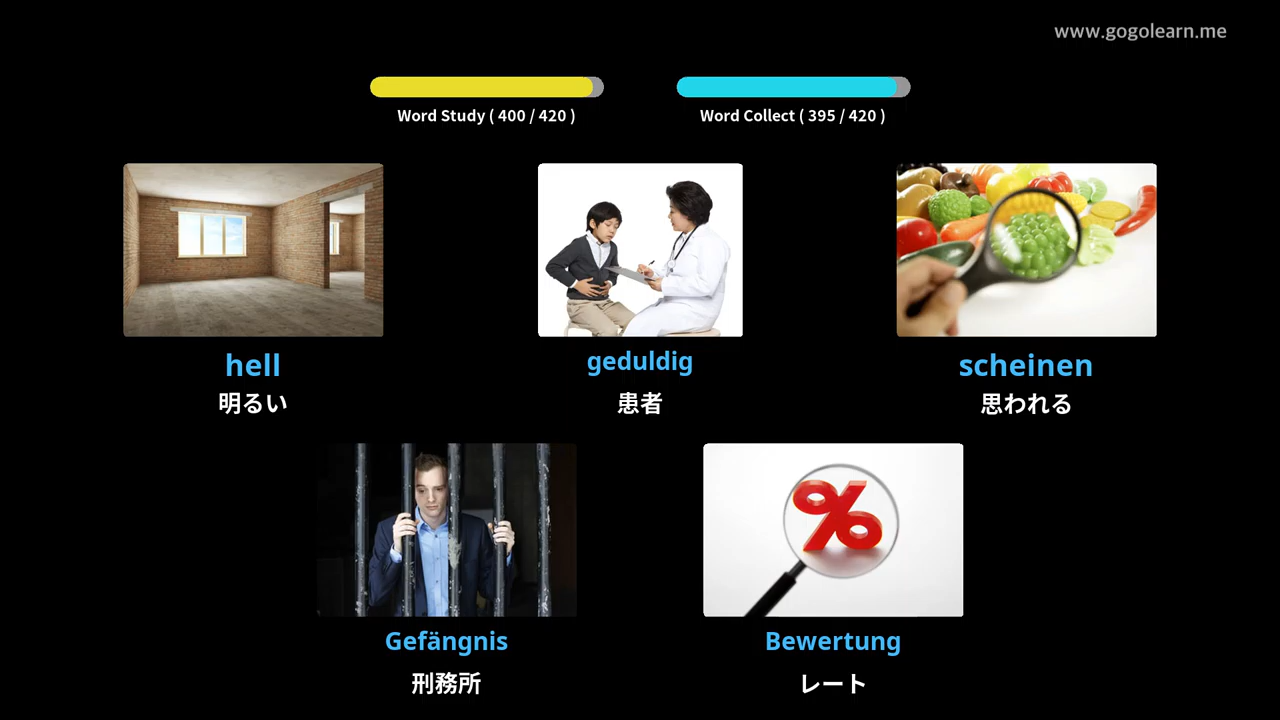 www.gogolearn.me
Word Study ( 400 / 420 )
Word Collect ( 395 / 420 )
hell
明るい
geduldig
患者
scheinen
思われる
Gefängnis
刑務所
Bewertung
レート
%